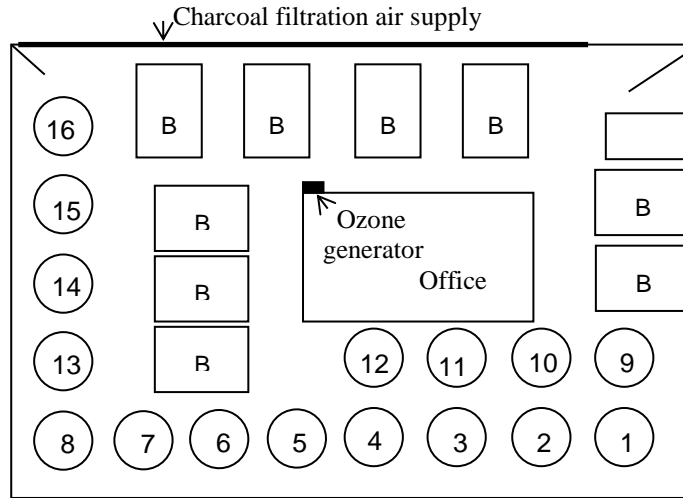 Charcoal filtration air supply
B B B B
16
15
B
Ozone
generator
B
14
B
Office
B
13
B
12 11 10 9
8 7 6 5 4 3 2 1